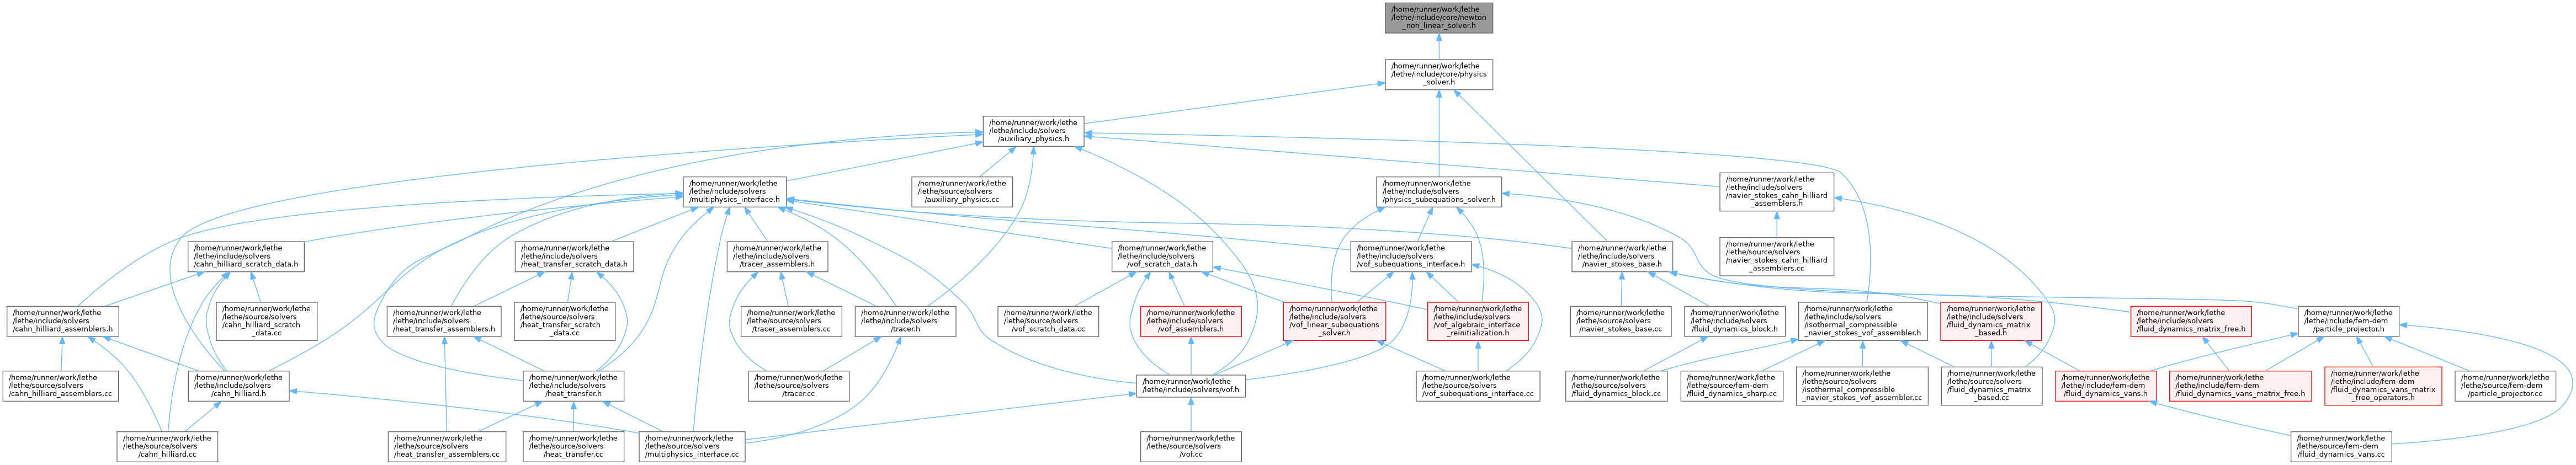 /home/runner/work/lethe
/lethe/include/core/newton
_non_linear_solver.h
/home/runner/work/lethe
/lethe/include/core/physics
_solver.h
/home/runner/work/lethe
/lethe/include/solvers
/auxiliary_physics.h
/home/runner/work/lethe
/lethe/include/solvers
/multiphysics_interface.h
/home/runner/work/lethe
/lethe/source/solvers
/auxiliary_physics.cc
/home/runner/work/lethe
/lethe/include/solvers
/physics_subequations_solver.h
/home/runner/work/lethe
/lethe/include/solvers
/navier_stokes_cahn_hilliard
_assemblers.h
/home/runner/work/lethe
/lethe/include/solvers
/cahn_hilliard_scratch_data.h
/home/runner/work/lethe
/lethe/include/solvers
/heat_transfer_scratch_data.h
/home/runner/work/lethe
/lethe/include/solvers
/tracer_assemblers.h
/home/runner/work/lethe
/lethe/include/solvers
/vof_scratch_data.h
/home/runner/work/lethe
/lethe/include/solvers
/vof_subequations_interface.h
/home/runner/work/lethe
/lethe/include/solvers
/navier_stokes_base.h
/home/runner/work/lethe
/lethe/source/solvers
/navier_stokes_cahn_hilliard
_assemblers.cc
/home/runner/work/lethe
/lethe/include/solvers
/cahn_hilliard_assemblers.h
/home/runner/work/lethe
/lethe/source/solvers
/cahn_hilliard_scratch
_data.cc
/home/runner/work/lethe
/lethe/include/solvers
/heat_transfer_assemblers.h
/home/runner/work/lethe
/lethe/source/solvers
/heat_transfer_scratch
_data.cc
/home/runner/work/lethe
/lethe/source/solvers
/tracer_assemblers.cc
/home/runner/work/lethe
/lethe/include/solvers
/tracer.h
/home/runner/work/lethe
/lethe/source/solvers
/vof_scratch_data.cc
/home/runner/work/lethe
/lethe/include/solvers
/vof_assemblers.h
/home/runner/work/lethe
/lethe/include/solvers
/vof_linear_subequations
_solver.h
/home/runner/work/lethe
/lethe/include/solvers
/vof_algebraic_interface
_reinitialization.h
/home/runner/work/lethe
/lethe/source/solvers
/navier_stokes_base.cc
/home/runner/work/lethe
/lethe/include/solvers
/fluid_dynamics_block.h
/home/runner/work/lethe
/lethe/include/solvers
/isothermal_compressible
_navier_stokes_vof_assembler.h
/home/runner/work/lethe
/lethe/include/solvers
/fluid_dynamics_matrix
_based.h
/home/runner/work/lethe
/lethe/include/solvers
/fluid_dynamics_matrix_free.h
/home/runner/work/lethe
/lethe/include/fem-dem
/particle_projector.h
/home/runner/work/lethe
/lethe/source/solvers
/cahn_hilliard_assemblers.cc
/home/runner/work/lethe
/lethe/include/solvers
/cahn_hilliard.h
/home/runner/work/lethe
/lethe/include/solvers
/heat_transfer.h
/home/runner/work/lethe
/lethe/source/solvers
/tracer.cc
/home/runner/work/lethe
/lethe/include/solvers/vof.h
/home/runner/work/lethe
/lethe/source/solvers
/vof_subequations_interface.cc
/home/runner/work/lethe
/lethe/source/solvers
/fluid_dynamics_block.cc
/home/runner/work/lethe
/lethe/source/fem-dem
/fluid_dynamics_sharp.cc
/home/runner/work/lethe
/lethe/source/solvers
/isothermal_compressible
_navier_stokes_vof_assembler.cc
/home/runner/work/lethe
/lethe/source/solvers
/fluid_dynamics_matrix
_based.cc
/home/runner/work/lethe
/lethe/include/fem-dem
/fluid_dynamics_vans.h
/home/runner/work/lethe
/lethe/include/fem-dem
/fluid_dynamics_vans_matrix_free.h
/home/runner/work/lethe
/lethe/include/fem-dem
/fluid_dynamics_vans_matrix
_free_operators.h
/home/runner/work/lethe
/lethe/source/fem-dem
/particle_projector.cc
/home/runner/work/lethe
/lethe/source/solvers
/cahn_hilliard.cc
/home/runner/work/lethe
/lethe/source/solvers
/heat_transfer_assemblers.cc
/home/runner/work/lethe
/lethe/source/solvers
/heat_transfer.cc
/home/runner/work/lethe
/lethe/source/solvers
/multiphysics_interface.cc
/home/runner/work/lethe
/lethe/source/solvers
/vof.cc
/home/runner/work/lethe
/lethe/source/fem-dem
/fluid_dynamics_vans.cc